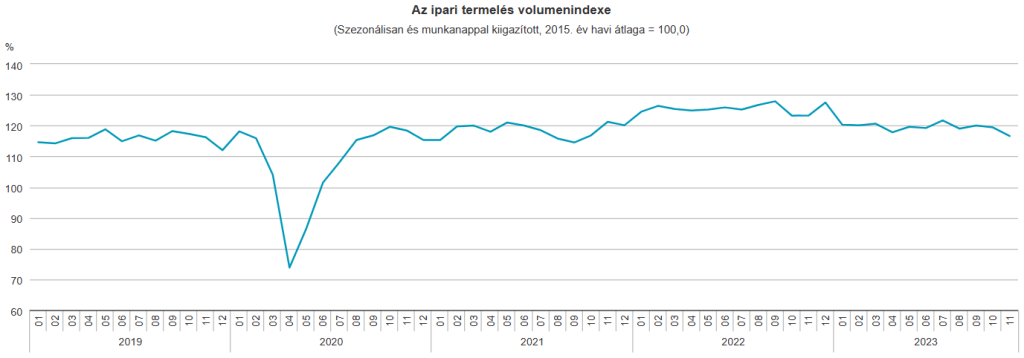 Az ipari termelés volumenindexe
(Szezonálisan és munkanappal kiigazított, 2015. év havi átlaga = 100,0)
%
140
130
120
110
100
90
80
70
60
01 02 03 04 05 06 07 08 09 10 11 12 01 02 03 04 05 06 07 08 09 10 11 12 01 02 03 04 05 06 07 08 09 10 11 12 01 02 03 04 05 06 07 08 09 10 11 12 01 02 03 04 05 06 07 08 09 10 11
2019 2020 2021 2022 2023